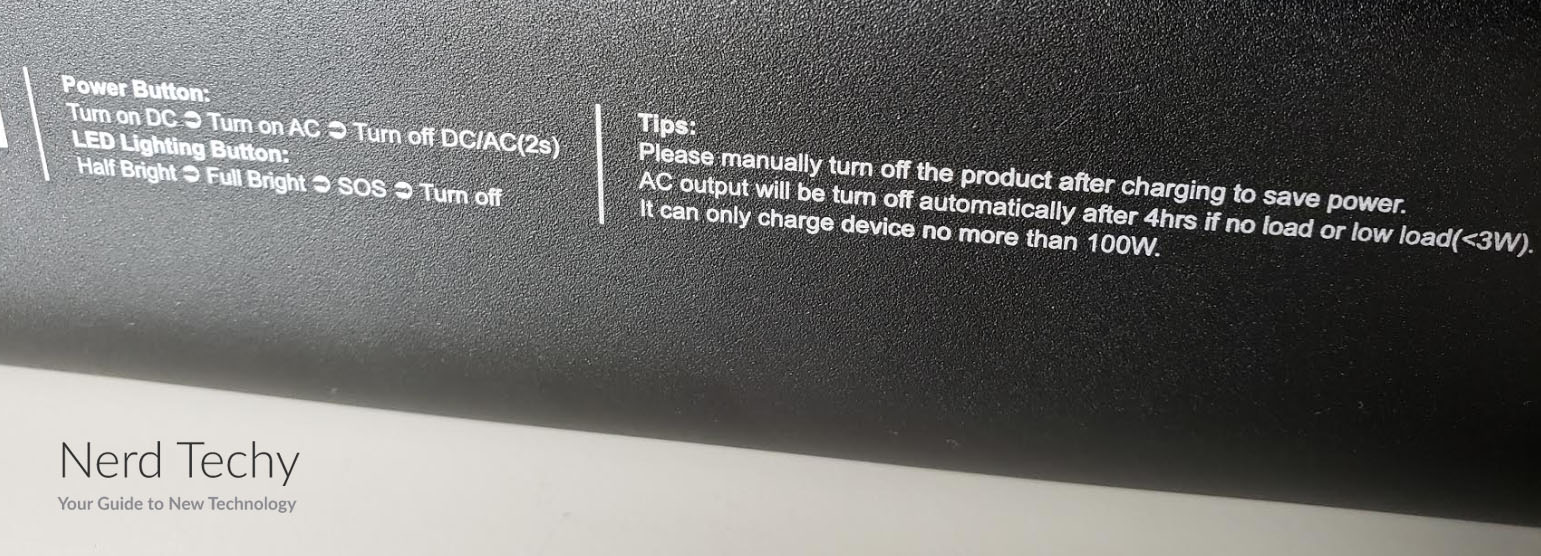 Power Button:
Turn on DC ➲ Turn on AC ➲ Turn off DC/AC(2s)
LED Lighting Button:
Half Bright ➲ Full Bright ➲ SOS ➲ Turn off
Tips:
Please manually turn off the product after charging to save power.
AC output will be turn off automatically after 4hrs if no load or low load(<3W).
It can only charge device no more than 100W.
Nerd Techy
Your Guide to New Technology